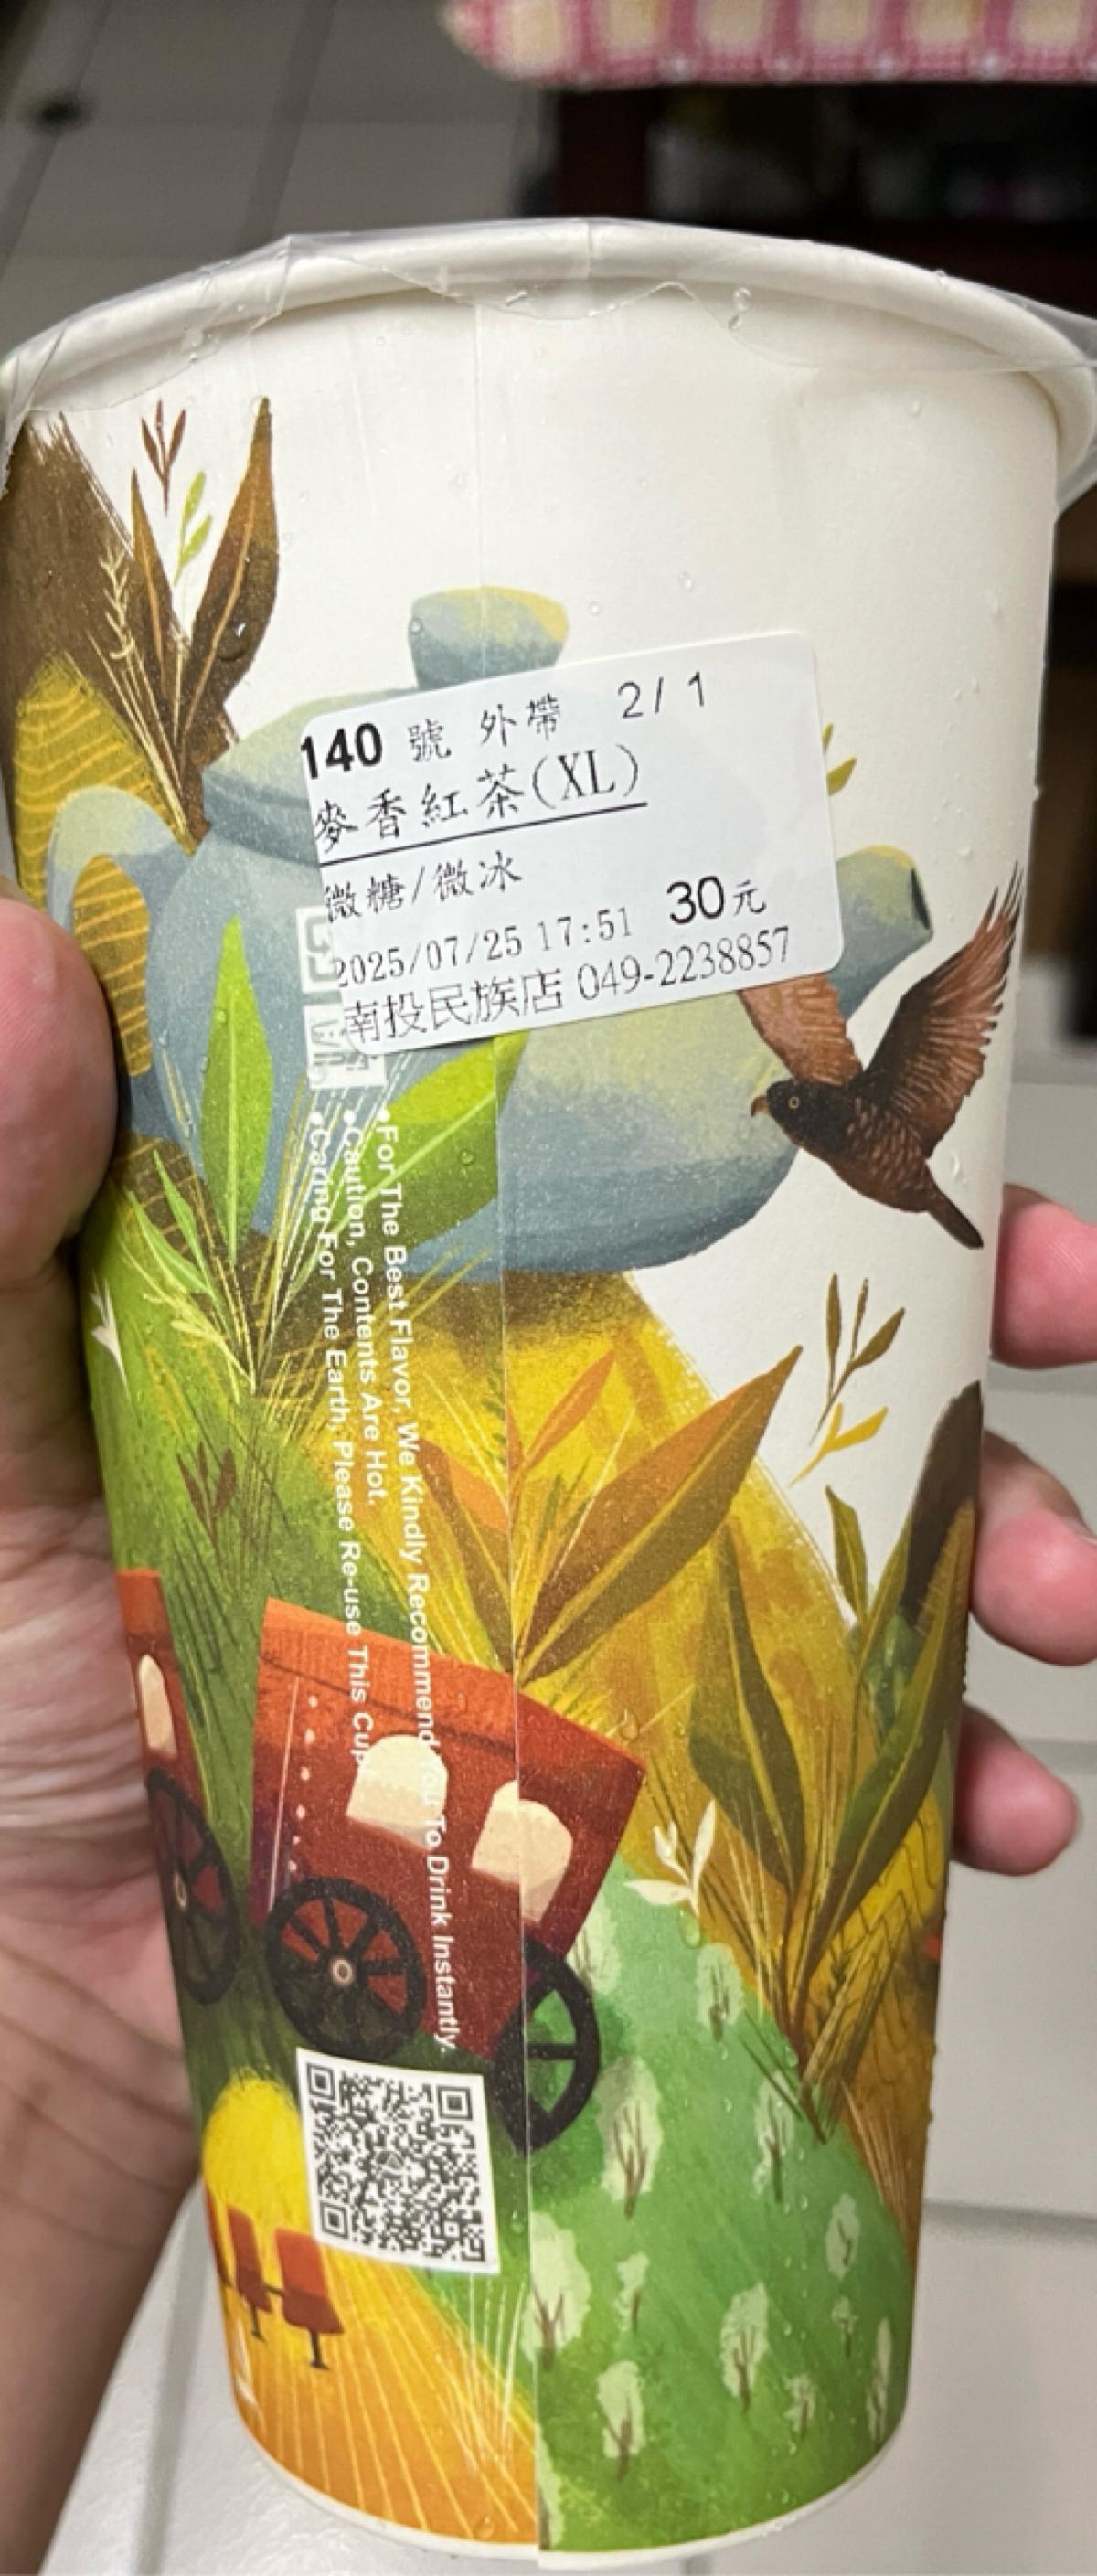 140 號 外帶 2/1
麥香紅茶(XL)
微糖/微冰
30元
2025/07/25 17:51
南投民族店 049-2238857
•For The Best Flavor, We Kindly Recommend You To Drink Instantly.
•Caution, Contents Are Hot.
•Caring For The Earth, Please Re-use This Cup